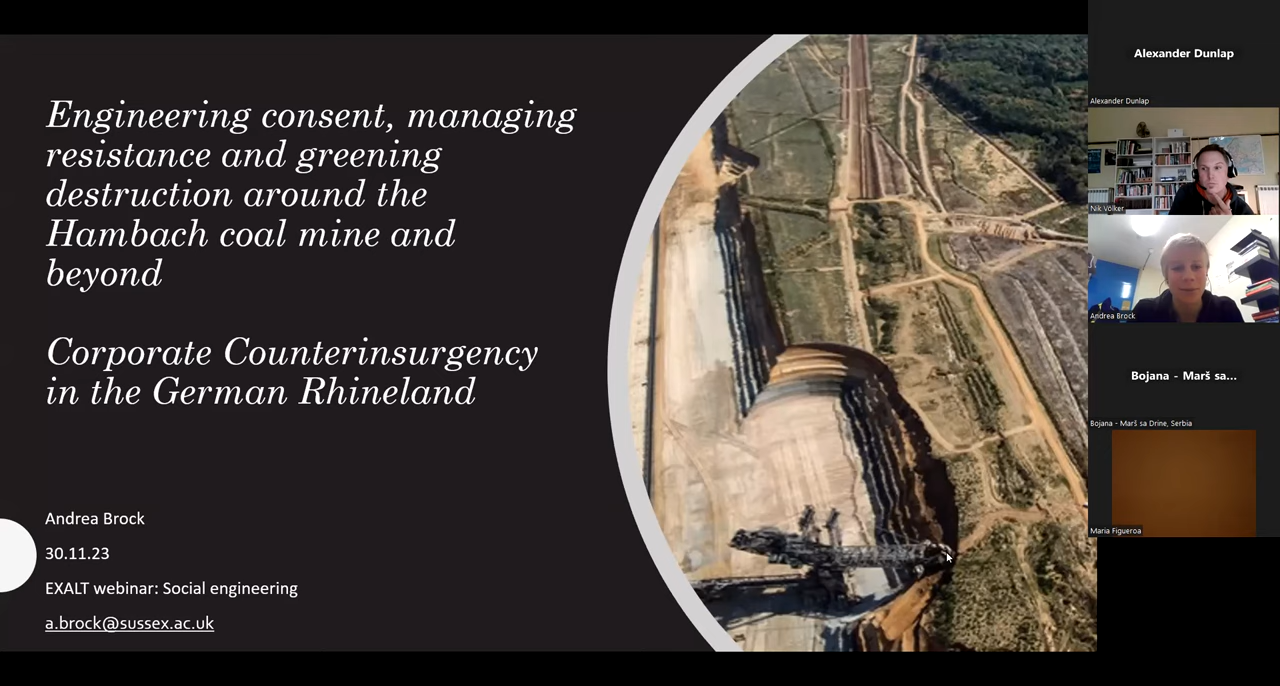 Engineering consent, managing
resistance and greening
destruction around the
Hambach coal mine and
beyond
Corporate Counterinsurgency
in the German Rhineland
Andrea Brock
30.11.23
EXALT webinar: Social engineering
a.brock@sussex.ac.uk
Alexander Dunlap
Alexander Dunlap
Nik Völker
Andrea Brock
Bojana - Marš sa...
Bojana - Marš sa Drine, Serbia
Maria Figueroa